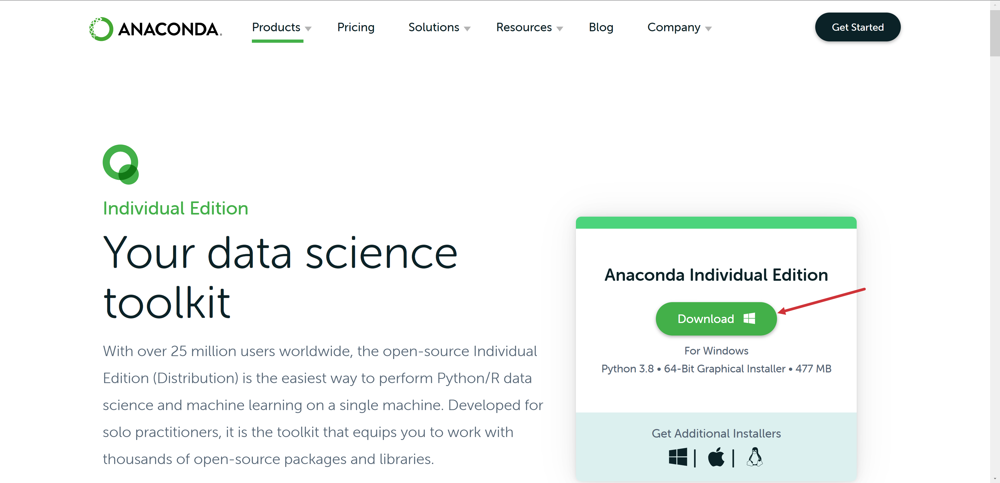 ANACONDA®
Products
Pricing
Solutions
Resources
Blog
Company
Get Started
Individual Edition
Your data science
toolkit
With over 25 million users worldwide, the open-source Individual
Edition (Distribution) is the easiest way to perform Python/R data
science and machine learning on a single machine. Developed for
solo practitioners, it is the toolkit that equips you to work with
thousands of open-source packages and libraries.
Anaconda Individual Edition
Download
For Windows
Python 3.8 • 64-Bit Graphical Installer • 477 MB
Get Additional Installers